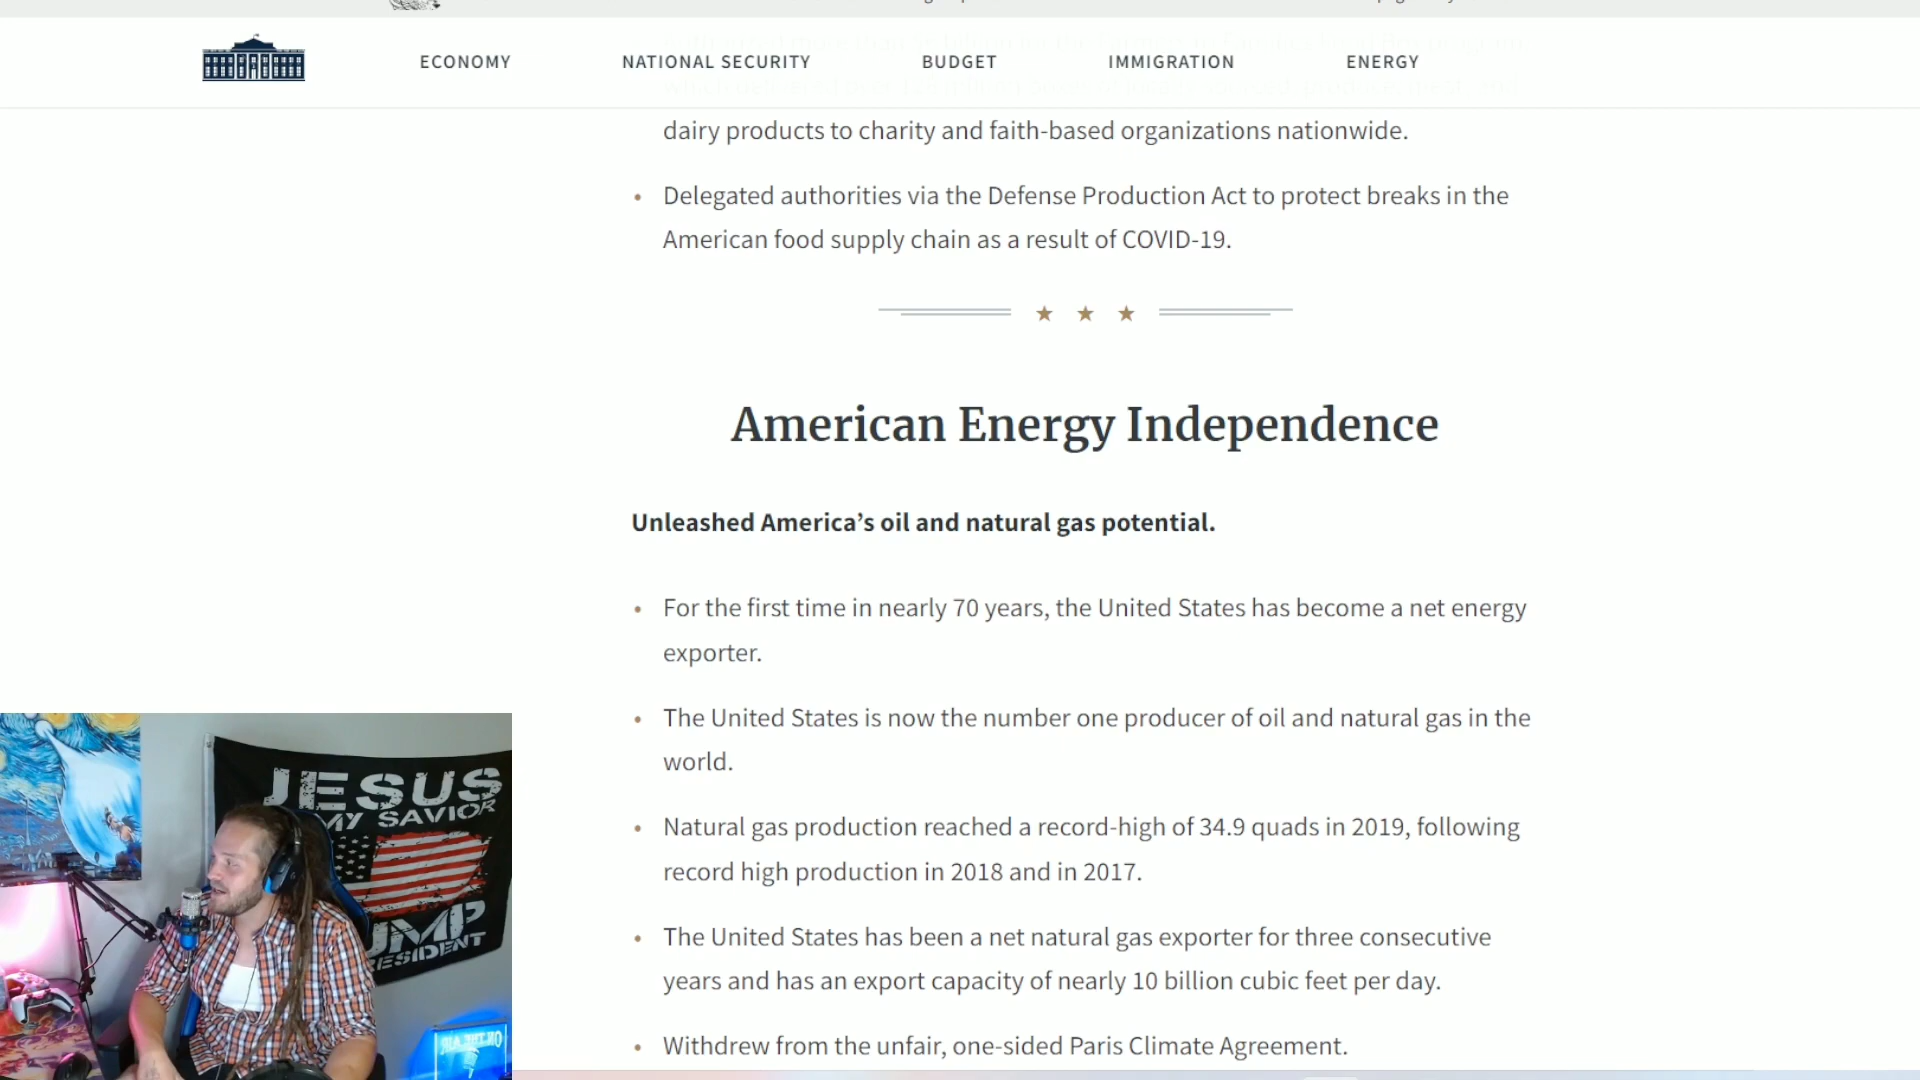 ECONOMY
NATIONAL SECURITY
BUDGET
IMMIGRATION
ENERGY
dairy products to charity and faith-based organizations nationwide.
• Delegated authorities via the Defense Production Act to protect breaks in the
American food supply chain as a result of COVID-19.
American Energy Independence
Unleashed America’s oil and natural gas potential.
• For the first time in nearly 70 years, the United States has become a net energy
exporter.
• The United States is now the number one producer of oil and natural gas in the
world.
• Natural gas production reached a record-high of 34.9 quads in 2019, following
record high production in 2018 and in 2017.
• The United States has been a net natural gas exporter for three consecutive
years and has an export capacity of nearly 10 billion cubic feet per day.
• Withdrew from the unfair, one-sided Paris Climate Agreement.
JESUS
MY SAVIOR
UMP
ESIDENT
ON THE AIR